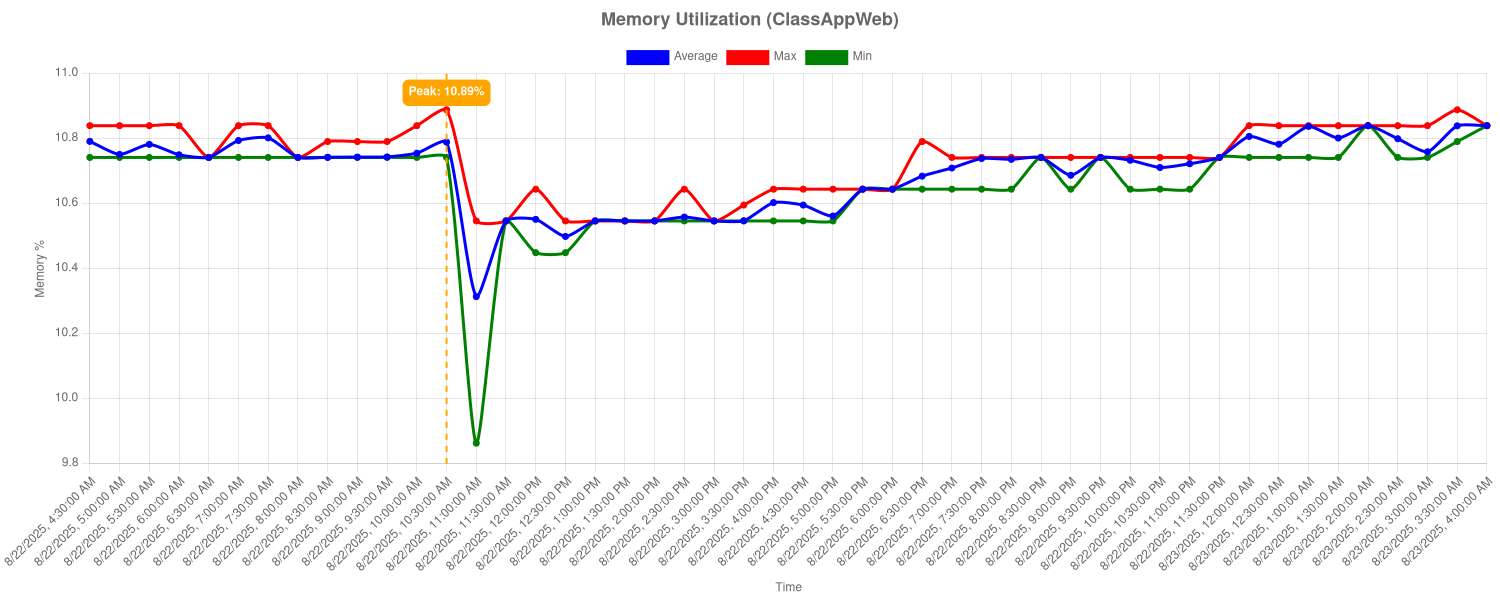 Memory Utilization (ClassAppWeb)
Average Max Min
Peak: 10.89%
11.0
10.8
10.6
10.4
10.2
10.0
9.8
Memory %
8/22/2025, 4:30:00 AM
8/22/2025, 5:00:00 AM
8/22/2025, 5:30:00 AM
8/22/2025, 6:00:00 AM
8/22/2025, 6:30:00 AM
8/22/2025, 7:00:00 AM
8/22/2025, 7:30:00 AM
8/22/2025, 8:00:00 AM
8/22/2025, 8:30:00 AM
8/22/2025, 9:00:00 AM
8/22/2025, 9:30:00 AM
8/22/2025, 10:00:00 AM
8/22/2025, 10:30:00 AM
8/22/2025, 11:00:00 AM
8/22/2025, 11:30:00 AM
8/22/2025, 12:00:00 PM
8/22/2025, 12:30:00 PM
8/22/2025, 1:00:00 PM
8/22/2025, 1:30:00 PM
8/22/2025, 2:00:00 PM
8/22/2025, 2:30:00 PM
8/22/2025, 3:00:00 PM
8/22/2025, 3:30:00 PM
8/22/2025, 4:00:00 PM
8/22/2025, 4:30:00 PM
8/22/2025, 5:00:00 PM
8/22/2025, 5:30:00 PM
8/22/2025, 6:00:00 PM
8/22/2025, 6:30:00 PM
8/22/2025, 7:00:00 PM
8/22/2025, 7:30:00 PM
8/22/2025, 8:00:00 PM
8/22/2025, 8:30:00 PM
8/22/2025, 9:00:00 PM
8/22/2025, 9:30:00 PM
8/22/2025, 10:00:00 PM
8/22/2025, 10:30:00 PM
8/22/2025, 11:00:00 PM
8/22/2025, 11:30:00 PM
8/23/2025, 12:00:00 AM
8/23/2025, 12:30:00 AM
8/23/2025, 1:00:00 AM
8/23/2025, 1:30:00 AM
8/23/2025, 2:00:00 AM
8/23/2025, 2:30:00 AM
8/23/2025, 3:00:00 AM
8/23/2025, 3:30:00 AM
8/23/2025, 4:00:00 AM
Time